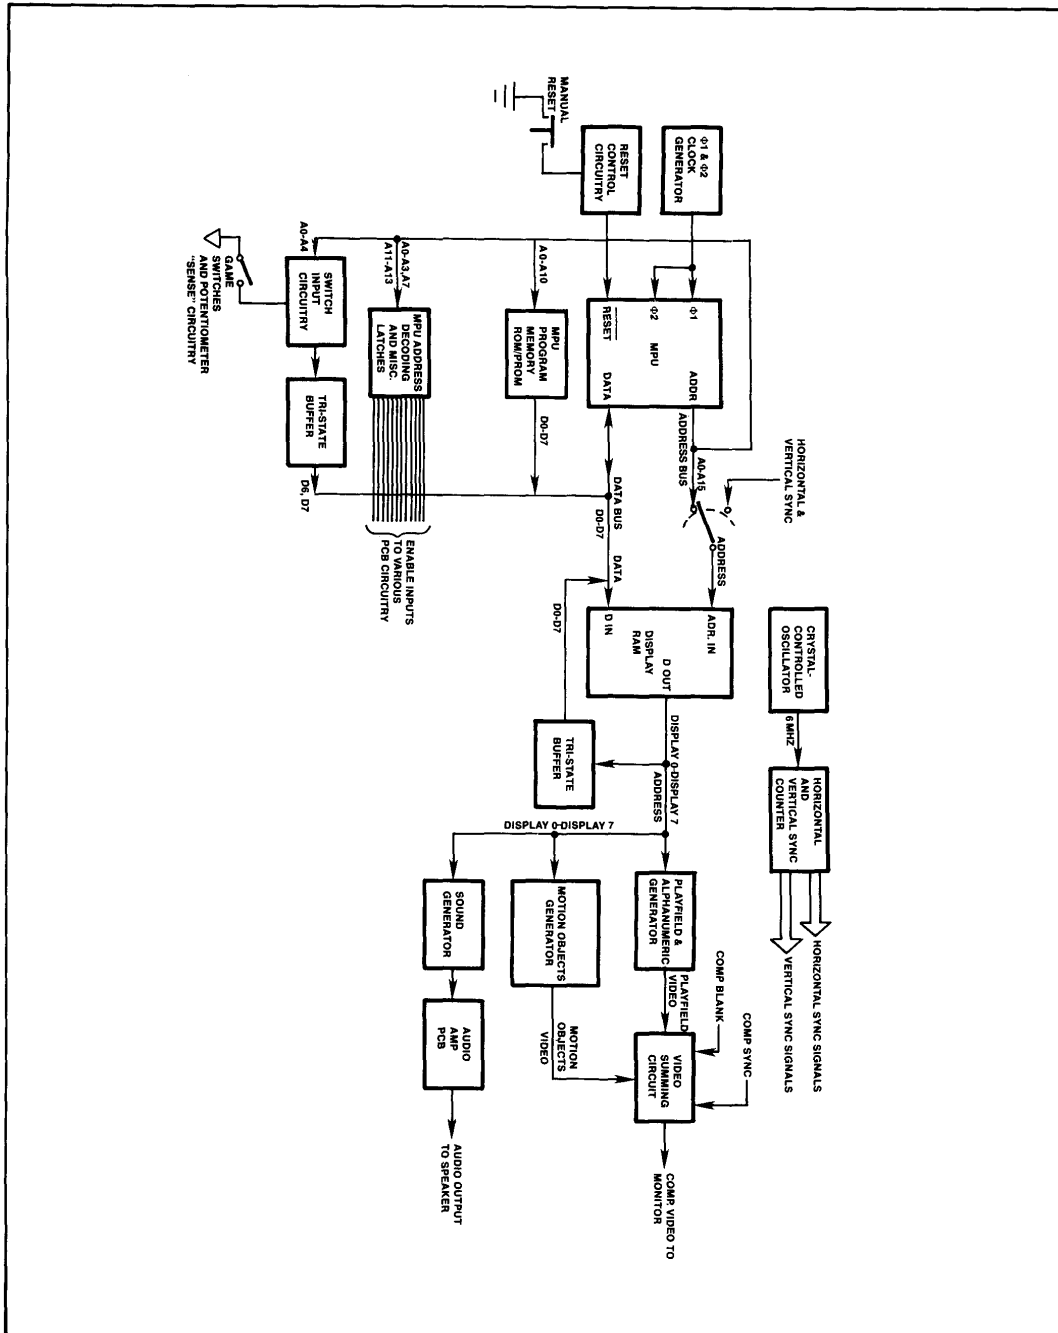 MANUAL
RESET
RESET
CONTROL
CIRCUITRY
Φ1 & Φ2
CLOCK
GENERATOR
A0-A4
A0-A3, A7
A11-A13
A0-A10
GAME
SWITCHES
AND POTENTIOMETER
"SENSE" CIRCUITRY
SWITCH
INPUT
CIRCUITRY
TRI-STATE
BUFFER
D6, D7
MPU ADDRESS
DECODING
AND MISC.
LATCHES
ENABLE INPUTS
TO VARIOUS
PCB CIRCUITRY
MPU
PROGRAM
MEMORY
ROM/PROM
D0-D7
Φ1
Φ2
RESET
MPU
ADDR
DATA
ADDRESS BUS
A0-A15
HORIZONTAL &
VERTICAL SYNC
ADDRESS
DATA BUS
D0-D7
DATA
D0-D7
ADR. IN
D IN
DISPLAY
RAM
D OUT
CRYSTAL-
CONTROLLED
OSCILLATOR
6 MHZ
HORIZONTAL
AND
VERTICAL SYNC
COUNTER
HORIZONTAL SYNC SIGNALS
VERTICAL SYNC SIGNALS
DISPLAY 0-DISPLAY 7
ADDRESS
TRI-STATE
BUFFER
DISPLAY 0-DISPLAY 7
PLAYFIELD &
ALPHANUMERIC
GENERATOR
PLAYFIELD
VIDEO
COMP BLANK
COMP SYNC
VIDEO
SUMMING
CIRCUIT
COMP. VIDEO TO
MONITOR
MOTION OBJECTS
GENERATOR
MOTION
OBJECTS
VIDEO
SOUND
GENERATOR
AUDIO
AMP
PCB
AUDIO OUTPUT
TO SPEAKER